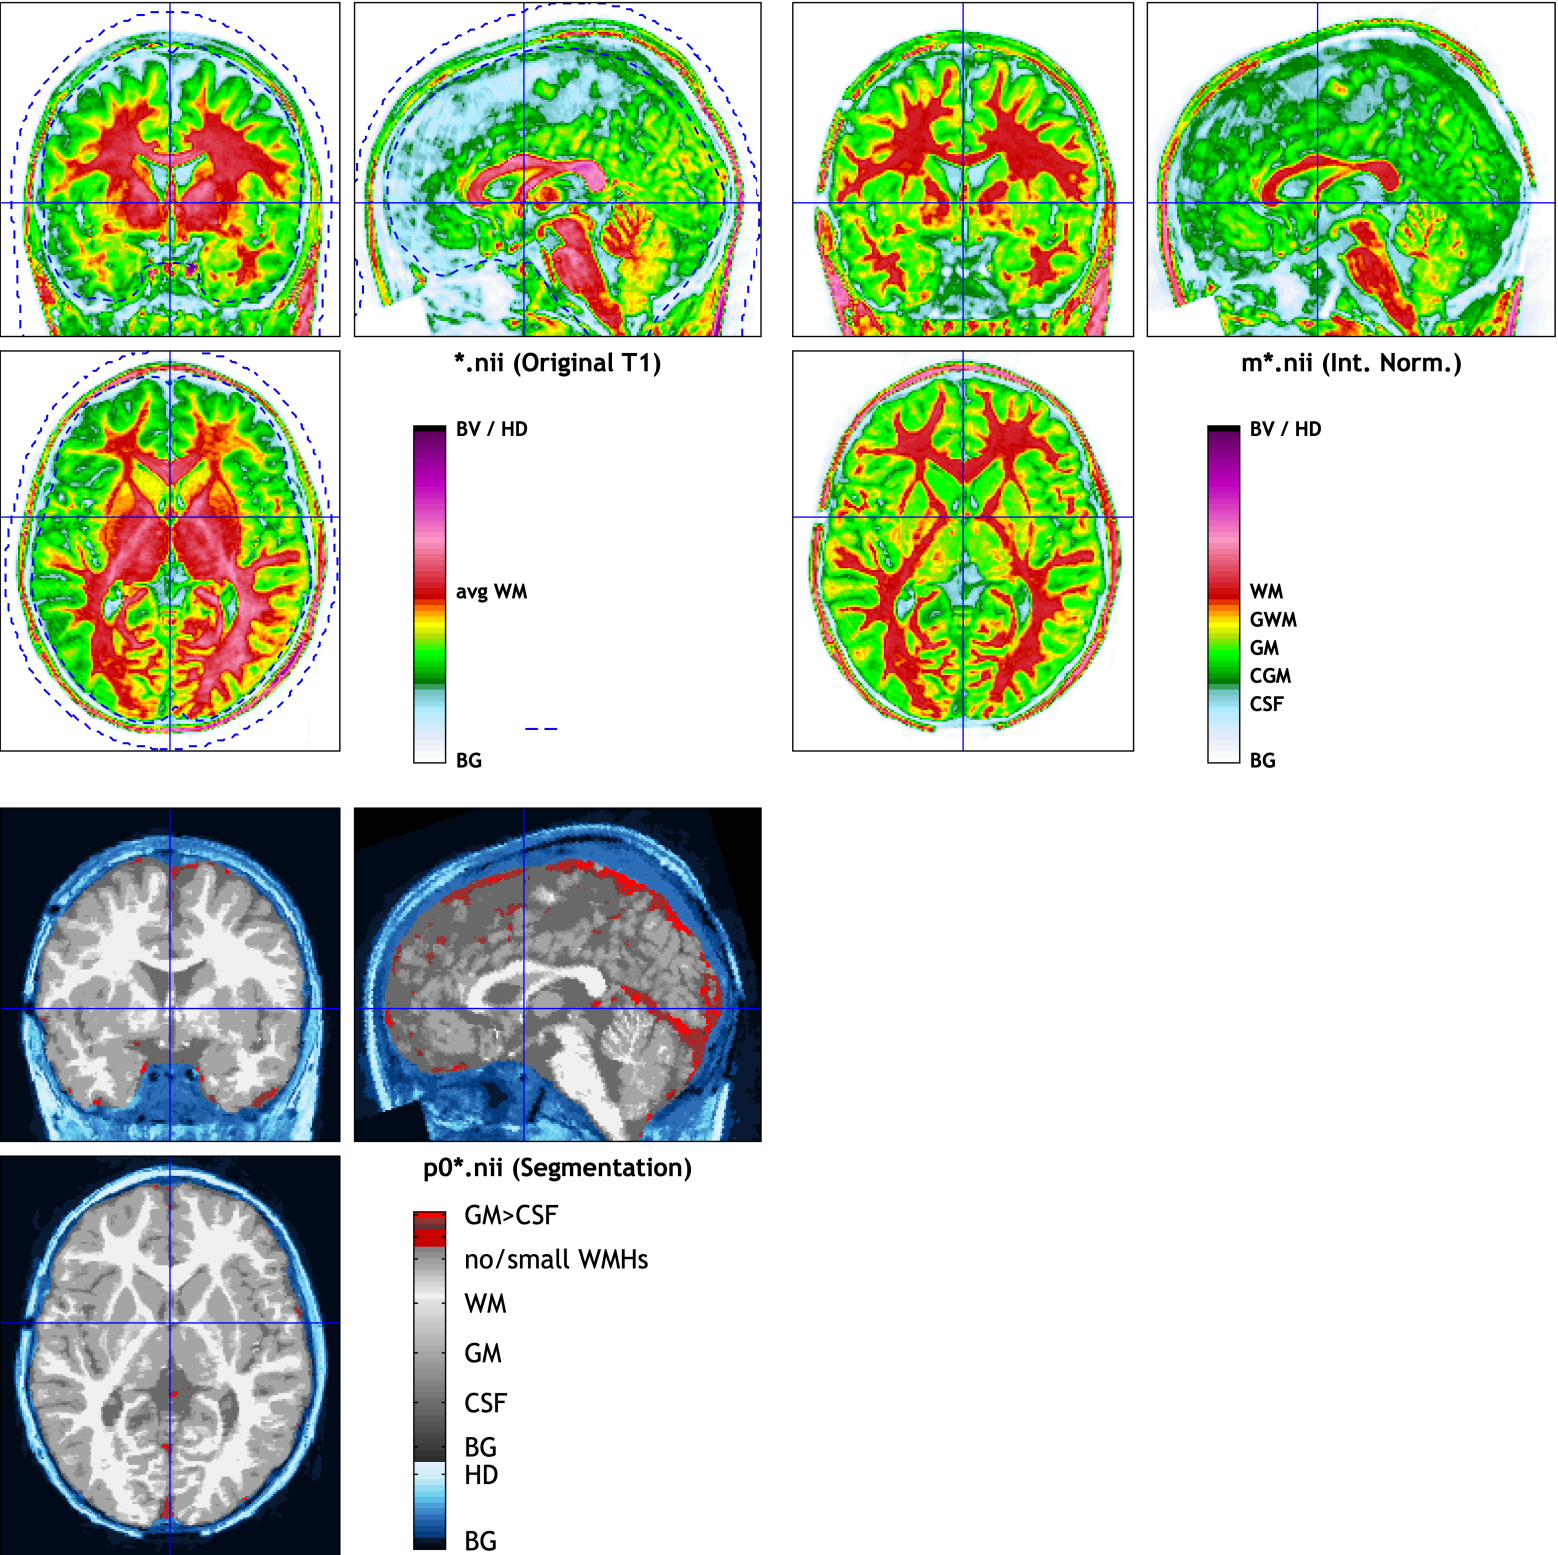 *.nii (Original T1)
BV / HD
avg WM
BG
m*.nii (Int. Norm.)
BV / HD
WM
GWM
GM
CGM
CSF
BG
p0*.nii (Segmentation)
GM>CSF
no/small WMHs
WM
GM
CSF
BG
HD
BG